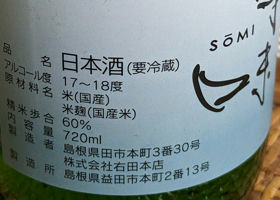 SŌMI
品名 日本酒(要冷蔵)
アルコール度 17〜18度
原材料名 米(国産)
米麹(国産米)
精米歩合 60%
内容量 720ml
製造者 島根県田市本町3番30号
株式会社右田本店
製造所 島根県益田市本町2番13号